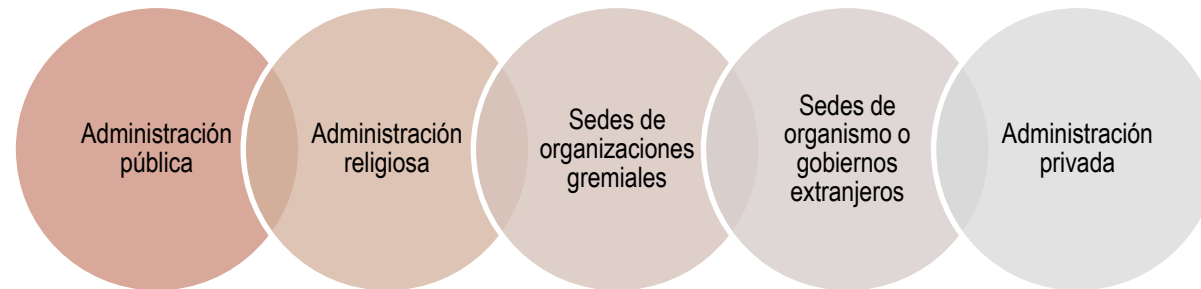 Administración
pública
Administración
religiosa
Sedes de
organizaciones
gremiales
Sedes de
organismo o
gobiernos
extranjeros
Administración
privada